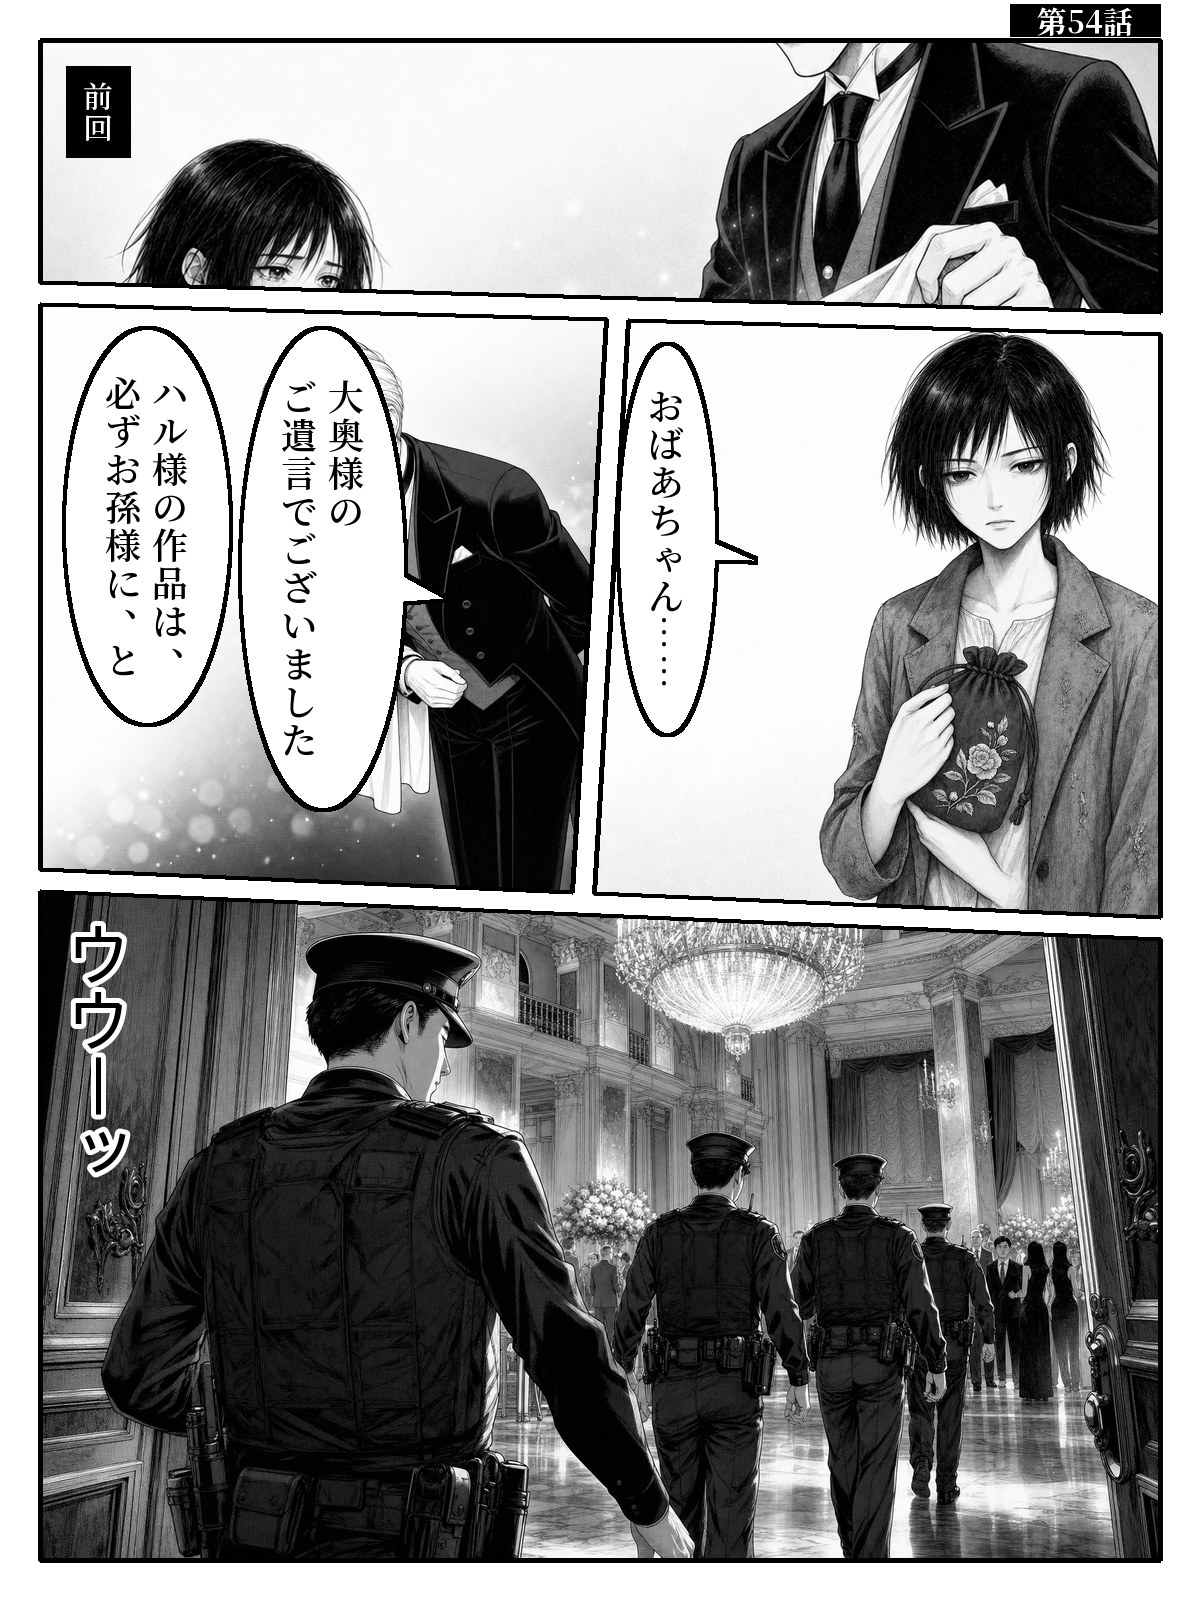 第54話
前回
おばあちゃん……
大奥様の
ご遺言でございました
ハル様の作品は、
必ずお孫様に、と
ウウーッ